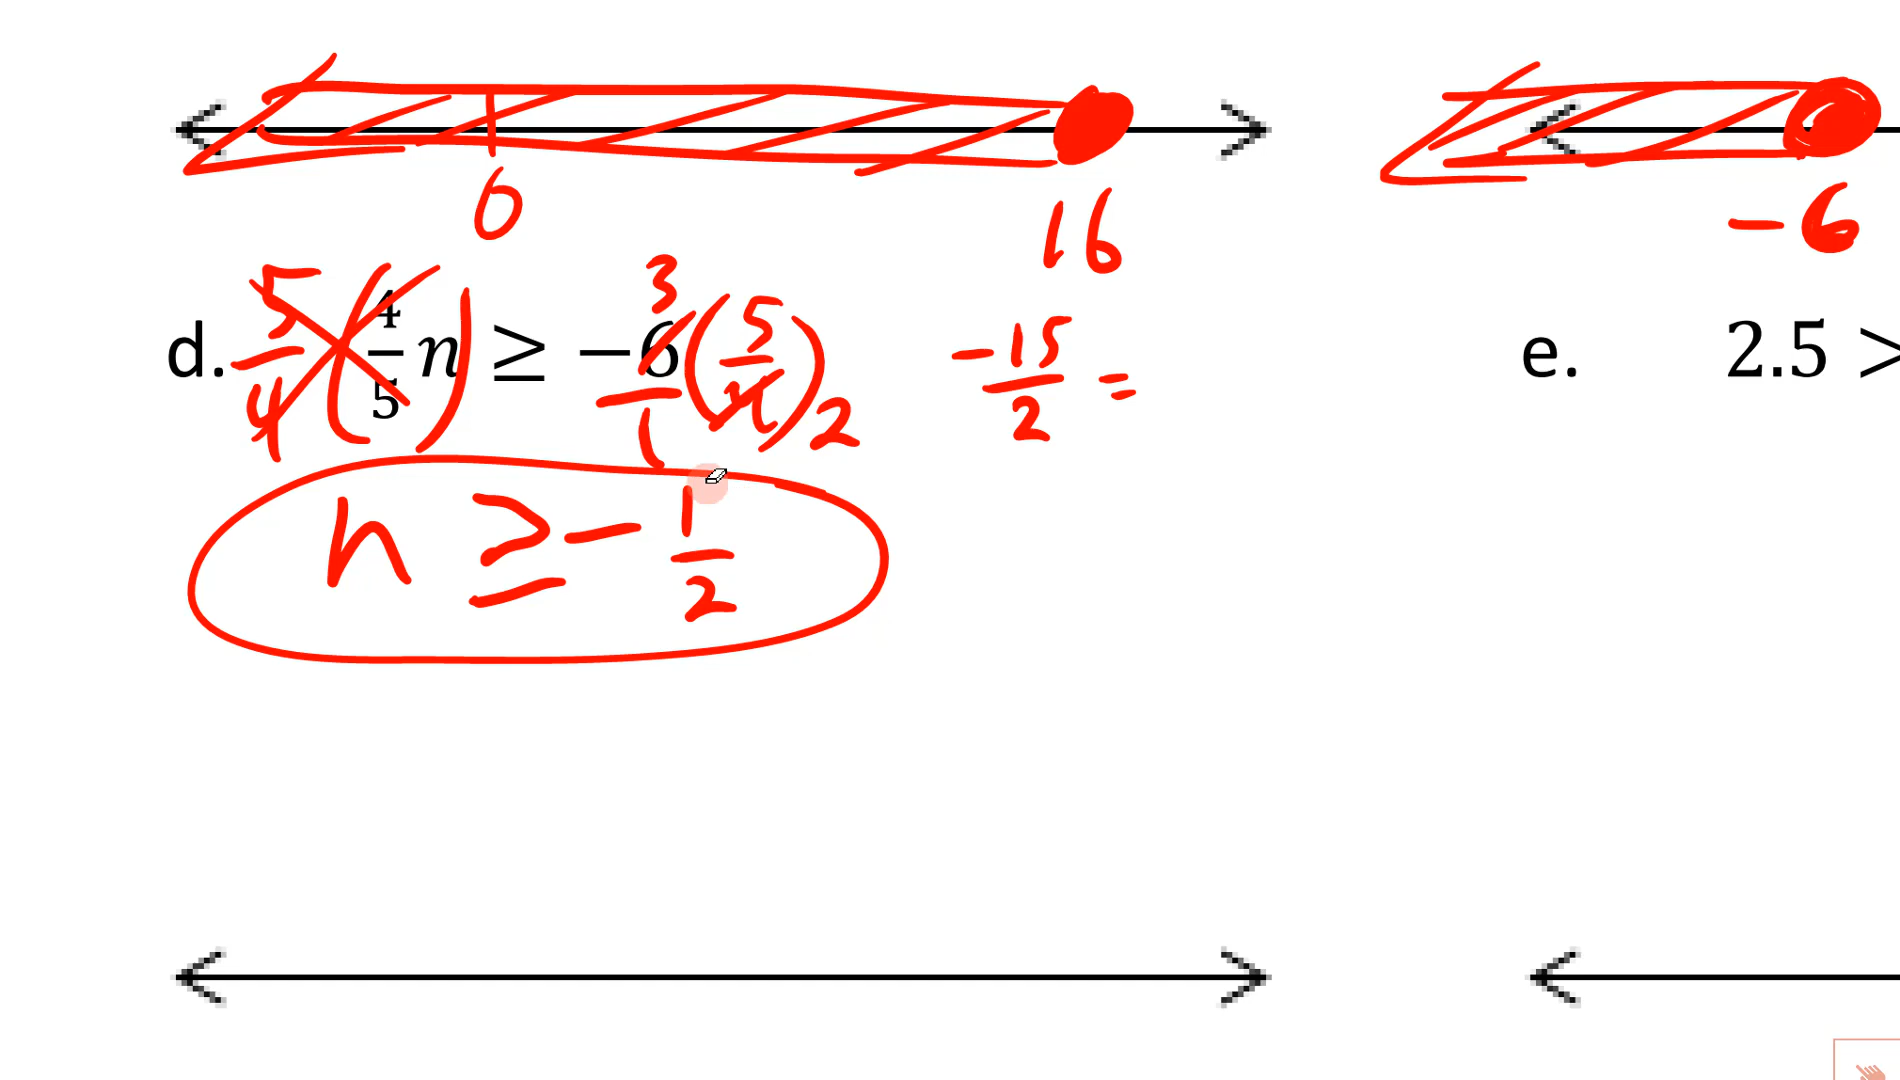 0 16 -6
d. 5/4 (4/5 n) ≥ -6/1 (5/4) 3 2 -15/2 = e. 2.5 >
n ≥ - 1/2